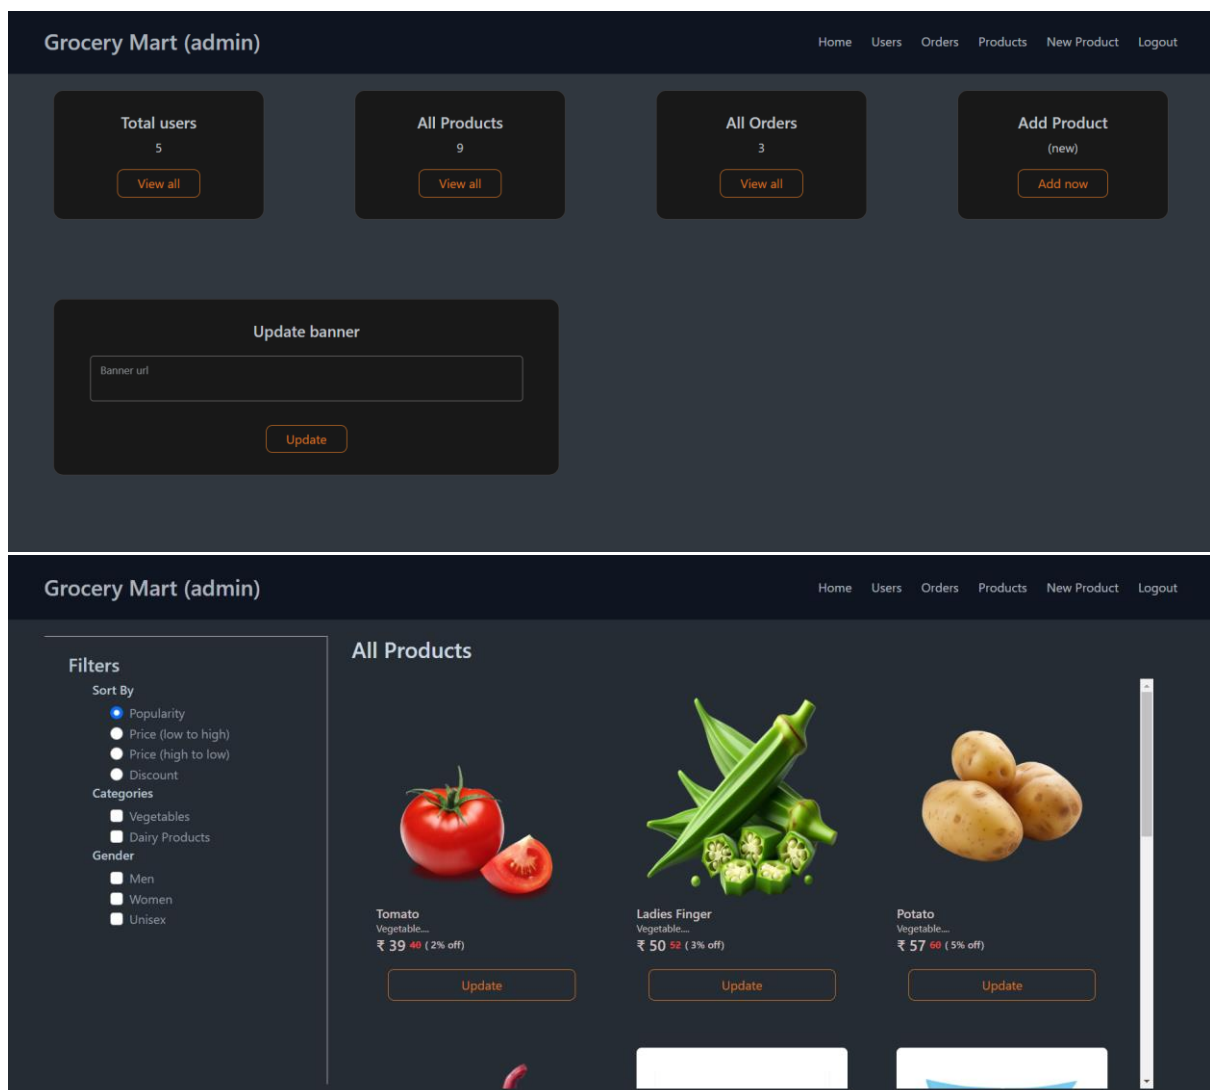 Grocery Mart (admin)
Home Users Orders Products New Product Logout
Total users
5
View all
All Products
9
View all
All Orders
3
View all
Add Product
(new)
Add now
Update banner
Banner url
Update
Grocery Mart (admin)
Home Users Orders Products New Product Logout
Filters
Sort By
Popularity
Price (low to high)
Price (high to low)
Discount
Categories
Vegetables
Dairy Products
Gender
Men
Women
Unisex
All Products
Tomato
Vegetable....
₹ 39 40 ( 2% off)
Update
Ladies Finger
Vegetable....
₹ 50 52 ( 3% off)
Update
Potato
Vegetable....
₹ 57 60 ( 5% off)
Update